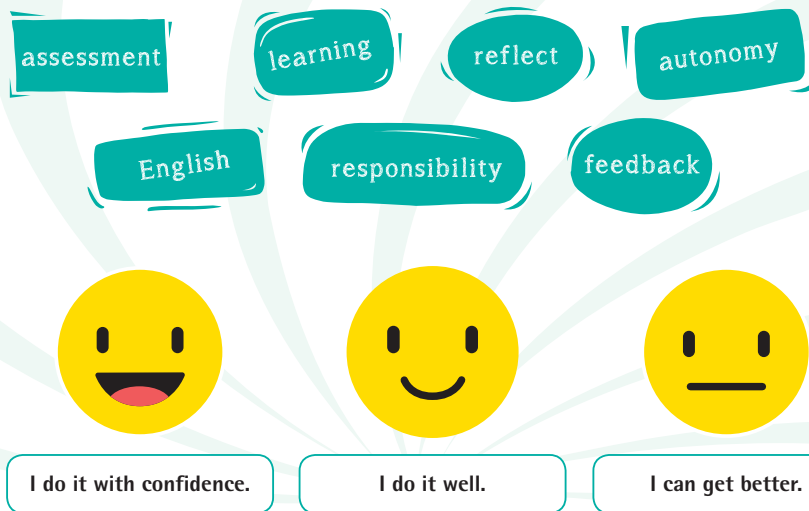 assessment
learning
reflect
autonomy
English
responsibility
feedback
I do it with confidence.
I do it well.
I can get better.